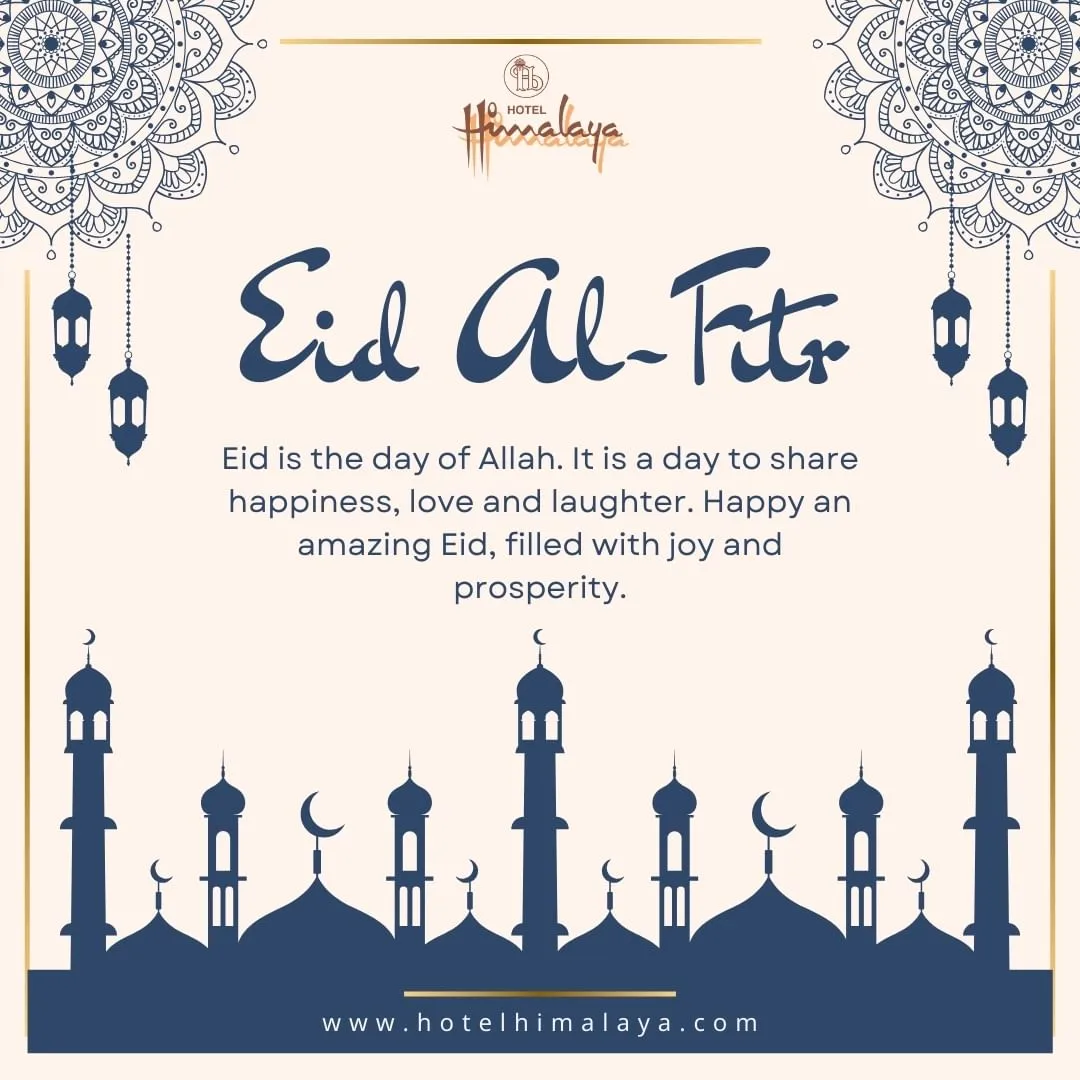 HOTEL
Himalaya
Eid Al-Fitr
Eid is the day of Allah. It is a day to share
happiness, love and laughter. Happy an
amazing Eid, filled with joy and
prosperity.
www.hotelhimalaya.com